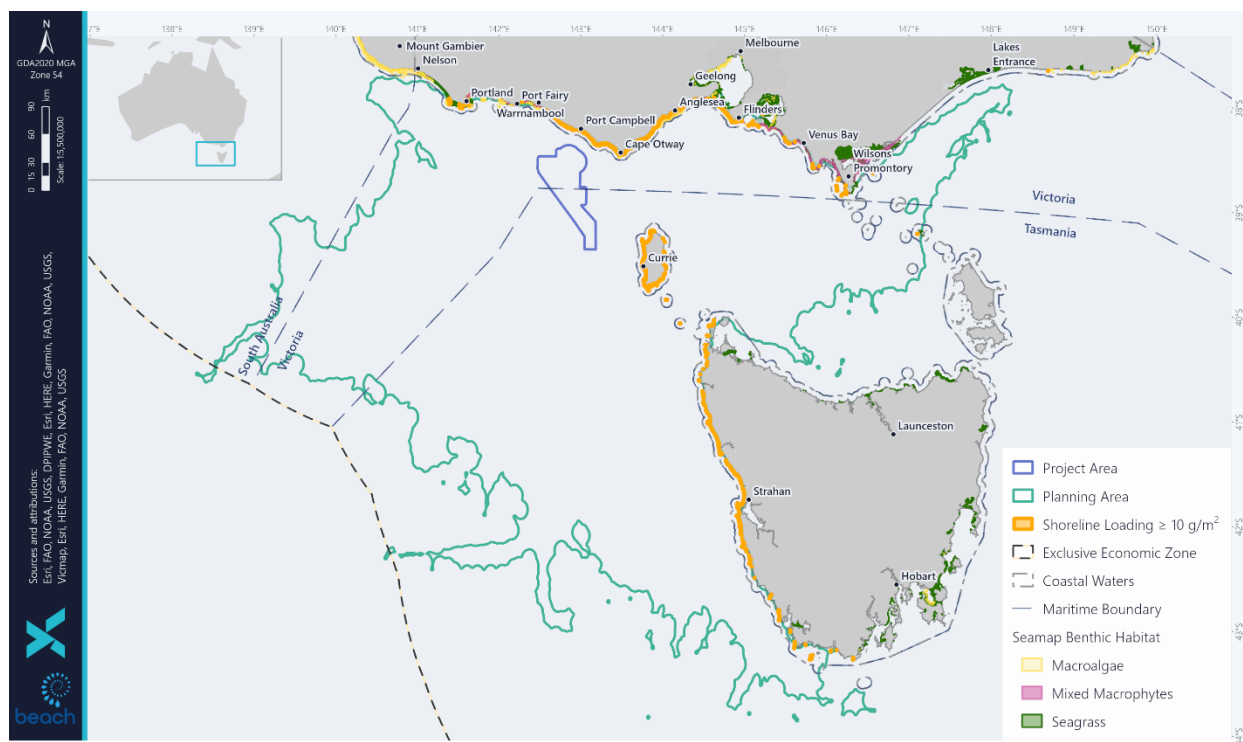 N
GDA2020 MGA
Zone 54
0 15 30 60 90
km
Scale: 1:5,500,000
Sources and attributions:
Esri, FAO, NOAA, USGS, DPIPWE, Esri, HERE, Garmin, FAO, NOAA, USGS,
Vicmap, Esri, HERE, Garmin, FAO, NOAA, USGS
beach
7°E 138°E 139°E 140°E 141°E 142°E 143°E 144°E 145°E 146°E 147°E 148°E 149°E 150°E
Mount Gambier
Nelson
Portland
Port Fairy
Warrnambool
Port Campbell
Cape Otway
Anglesea
Geelong
Melbourne
Flinders
Venus Bay
Wilsons
Promontory
Lakes
Entrance
38°S
39°S
40°S
41°S
42°S
43°S
44°S
Victoria
Tasmania
South Australia
Victoria
Currie
Launceston
Strahan
Hobart
Project Area
Planning Area
Shoreline Loading ≥ 10 g/m²
Exclusive Economic Zone
Coastal Waters
Maritime Boundary
Seamap Benthic Habitat
Macroalgae
Mixed Macrophytes
Seagrass